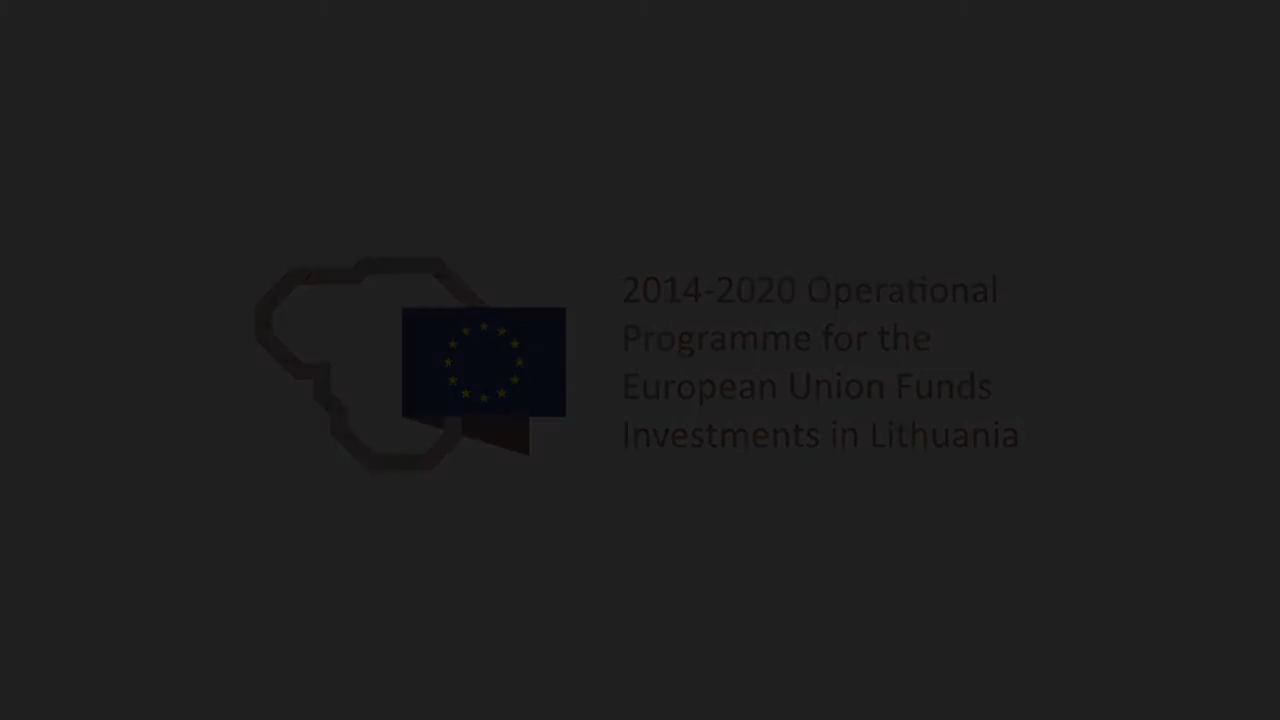 2014-2020 Operational
Programme for the
European Union Funds
Investments in Lithuania